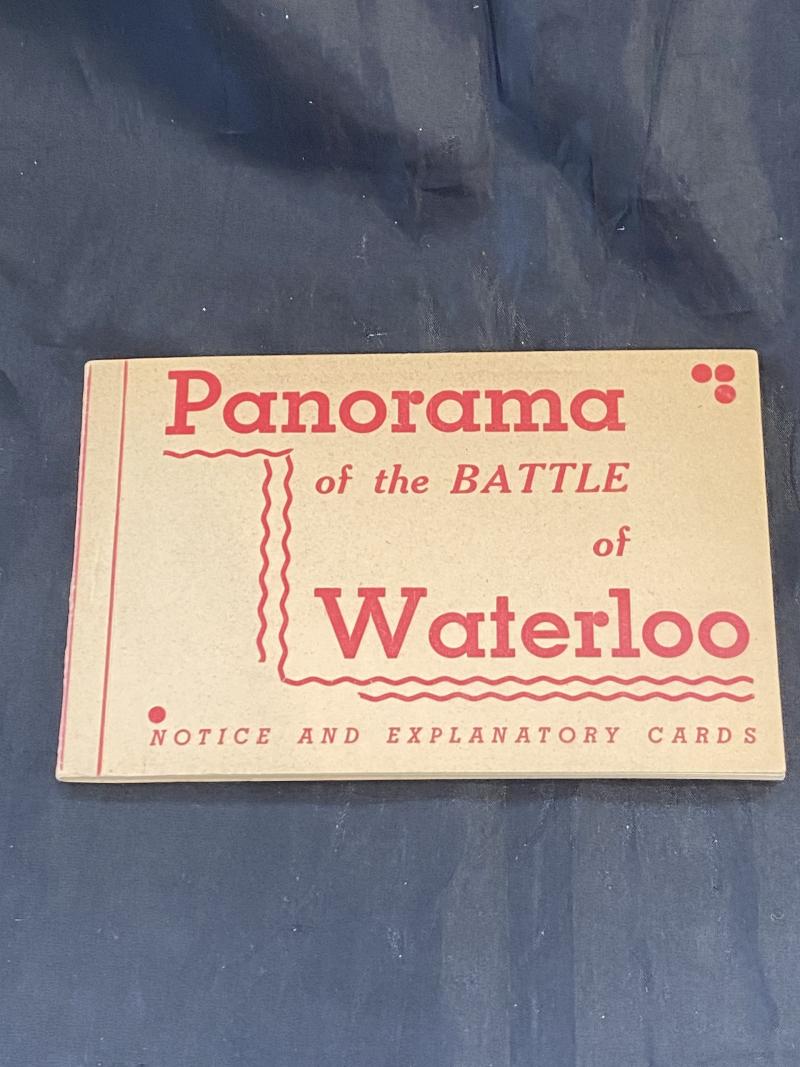 Panorama
of the BATTLE
of
Waterloo
NOTICE AND EXPLANATORY CARDS